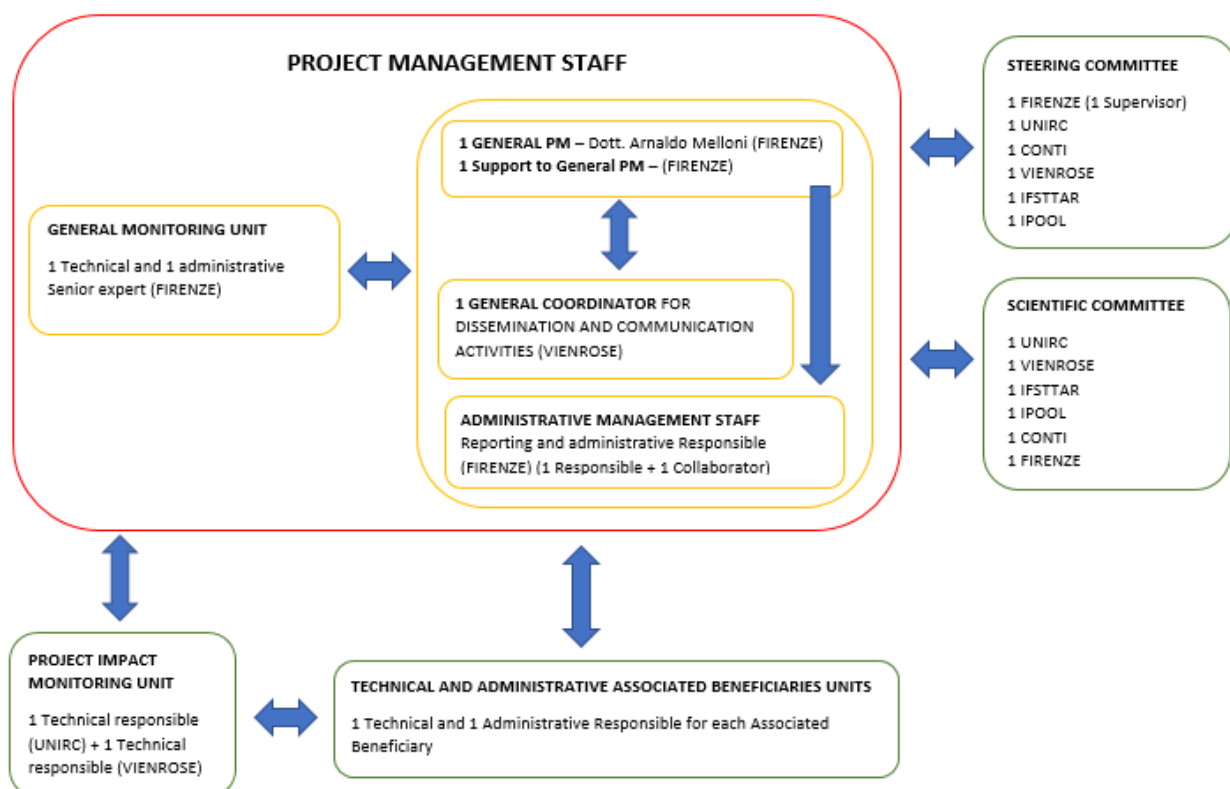 PROJECT MANAGEMENT STAFF
1 GENERAL PM – Dott. Arnaldo Melloni (FIRENZE)
1 Support to General PM – (FIRENZE)
GENERAL MONITORING UNIT
1 Technical and 1 administrative
Senior expert (FIRENZE)
1 GENERAL COORDINATOR FOR
DISSEMINATION AND COMMUNICATION
ACTIVITIES (VIENROSE)
ADMINISTRATIVE MANAGEMENT STAFF
Reporting and administrative Responsible
(FIRENZE) (1 Responsible + 1 Collaborator)
STEERING COMMITTEE
1 FIRENZE (1 Supervisor)
1 UNIRC
1 CONTI
1 VIENROSE
1 IFSTTAR
1 IPOOL
SCIENTIFIC COMMITTEE
1 UNIRC
1 VIENROSE
1 IFSTTAR
1 IPOOL
1 CONTI
1 FIRENZE
PROJECT IMPACT
MONITORING UNIT
1 Technical responsible
(UNIRC) + 1 Technical
responsible (VIENROSE)
TECHNICAL AND ADMINISTRATIVE ASSOCIATED BENEFICIARIES UNITS
1 Technical and 1 Administrative Responsible for each Associated
Beneficiary